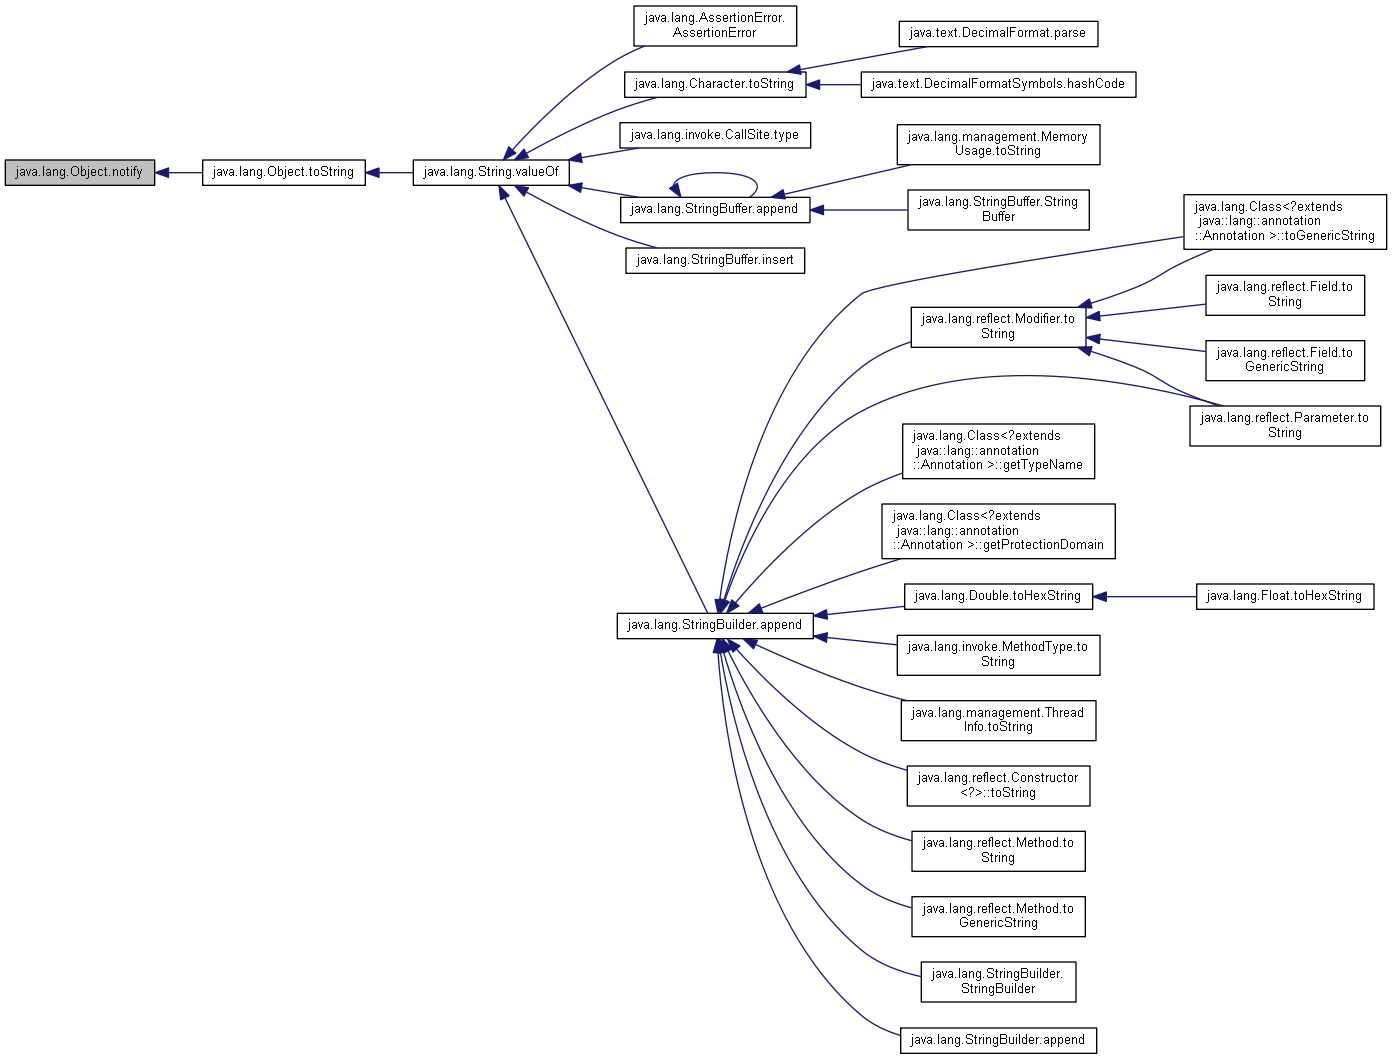 java.lang.Object.notify
java.lang.Object.toString
java.lang.String.valueOf
java.lang.AssertionError.
AssertionError
java.lang.Character.toString
java.text.DecimalFormat.parse
java.text.DecimalFormatSymbols.hashCode
java.lang.invoke.CallSite.type
java.lang.StringBuffer.append
java.lang.management.Memory
Usage.toString
java.lang.StringBuffer.String
Buffer
java.lang.StringBuffer.insert
java.lang.StringBuilder.append
java.lang.Class<?extends
java::lang::annotation
::Annotation >::toGenericString
java.lang.reflect.Modifier.to
String
java.lang.reflect.Field.to
String
java.lang.reflect.Field.to
GenericString
java.lang.reflect.Parameter.to
String
java.lang.Class<?extends
java::lang::annotation
::Annotation >::getTypeName
java.lang.Class<?extends
java::lang::annotation
::Annotation >::getProtectionDomain
java.lang.Double.toHexString
java.lang.Float.toHexString
java.lang.invoke.MethodType.to
String
java.lang.management.Thread
Info.toString
java.lang.reflect.Constructor
<?>::toString
java.lang.reflect.Method.to
String
java.lang.reflect.Method.to
GenericString
java.lang.StringBuilder.
StringBuilder
java.lang.StringBuilder.append